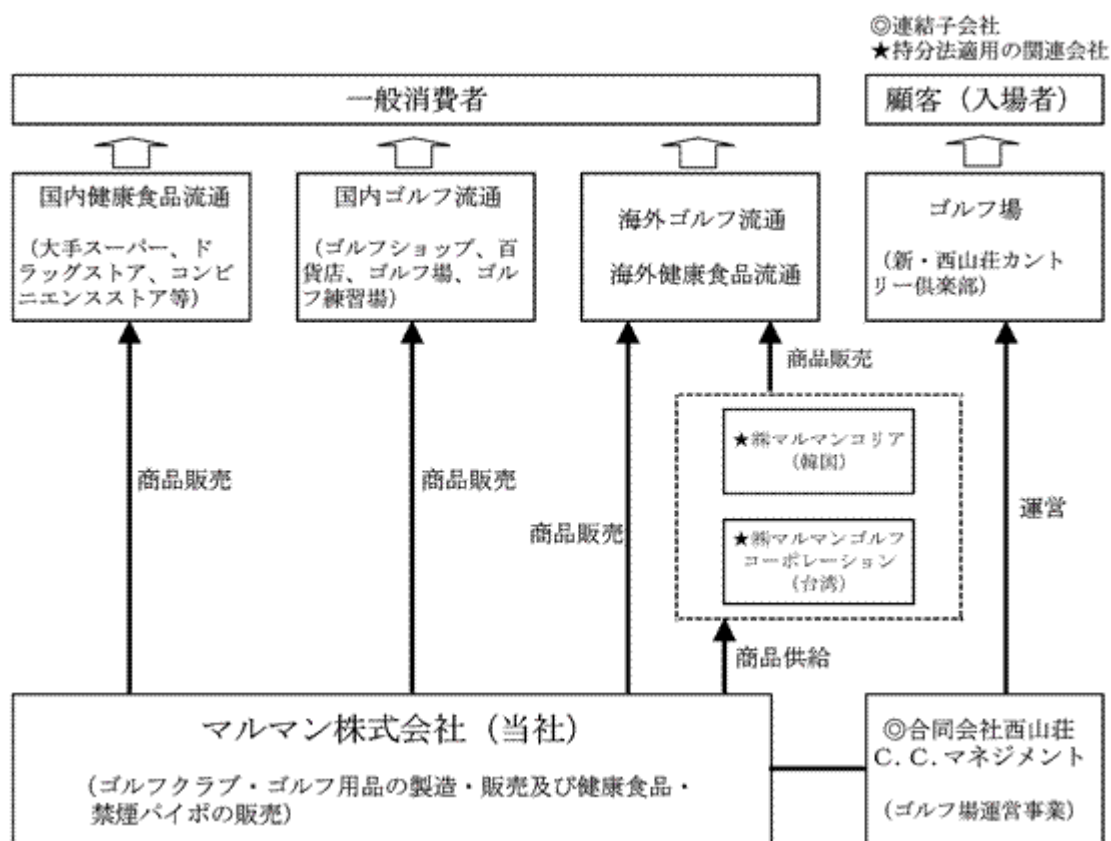 ◎連結子会社
★持分法適用の関連会社
一般消費者
顧客（入場者）
国内健康食品流通
（大手スーパー、ド
ラッグストア、コンビ
ニエンスストア等）
国内ゴルフ流通
（ゴルフショップ、百
貨店、ゴルフ場、ゴル
フ練習場）
海外ゴルフ流通
海外健康食品流通
ゴルフ場
（新・西山荘カント
リー倶楽部）
商品販売
★㈱マルマンコリア
（韓国）
商品販売
商品販売
商品販売
運営
★㈱マルマンゴルフ
コーポレーション
（台湾）
商品供給
マルマン株式会社（当社）
（ゴルフクラブ・ゴルフ用品の製造・販売及び健康食品・
禁煙パイポの販売）
◎合同会社西山荘
C．C．マネジメント
（ゴルフ場運営事業）